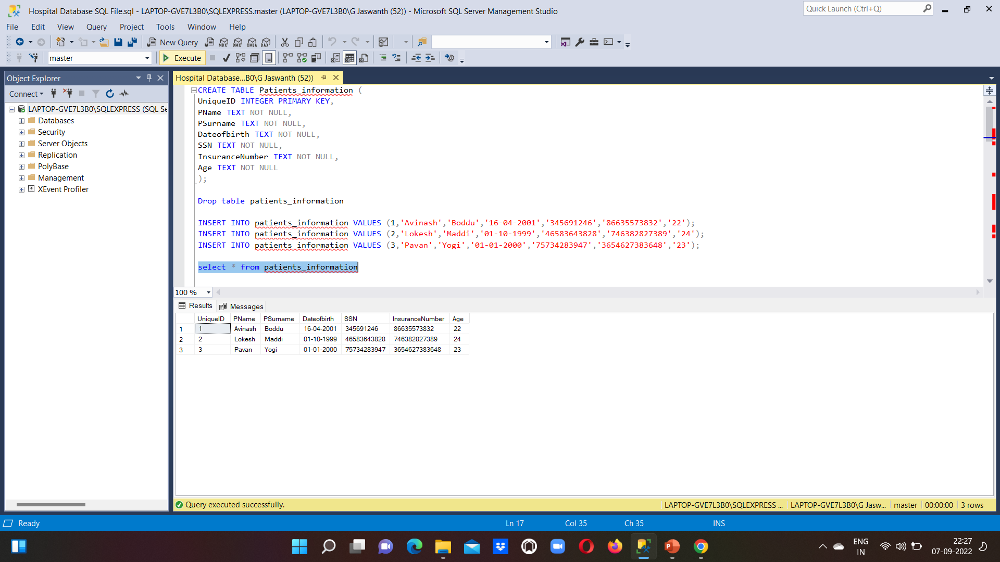 Hospital Database SQL File.sql - LAPTOP-GVE7L3B0\SQLEXPRESS.master (LAPTOP-GVE7L3B0\G Jaswanth (52)) - Microsoft SQL Server Management Studio
Quick Launch (Ctrl+Q)
File Edit View Query Project Tools Window Help
New Query MDX DMX XMLA DAX
master Execute
Object Explorer
Hospital Database...B0\G Jaswanth (52))
Connect
LAPTOP-GVE7L3B0\SQLEXPRESS (SQL Se
Databases
Security
Server Objects
Replication
PolyBase
Management
XEvent Profiler
CREATE TABLE Patients_information (
UniqueID INTEGER PRIMARY KEY,
PName TEXT NOT NULL,
PSurname TEXT NOT NULL,
Dateofbirth TEXT NOT NULL,
SSN TEXT NOT NULL,
InsuranceNumber TEXT NOT NULL,
Age TEXT NOT NULL
);
Drop table patients_information
INSERT INTO patients_information VALUES (1,'Avinash','Boddu','16-04-2001','345691246','86635573832','22');
INSERT INTO patients_information VALUES (2,'Lokesh','Maddi','01-10-1999','46583643828','746382827389','24');
INSERT INTO patients_information VALUES (3,'Pavan','Yogi','01-01-2000','75734283947','3654627383648','23');
select * from patients_information
100 %
Results Messages
UniqueID PName PSurname Dateofbirth SSN InsuranceNumber Age
1 1 Avinash Boddu 16-04-2001 345691246 86635573832 22
2 2 Lokesh Maddi 01-10-1999 46583643828 746382827389 24
3 3 Pavan Yogi 01-01-2000 75734283947 3654627383648 23
Query executed successfully. LAPTOP-GVE7L3B0\SQLEXPRESS ... LAPTOP-GVE7L3B0\G Jasw... master 00:00:00 3 rows
Ready Ln 17 Col 35 Ch 35 INS
ENG
IN
22:27
07-09-2022